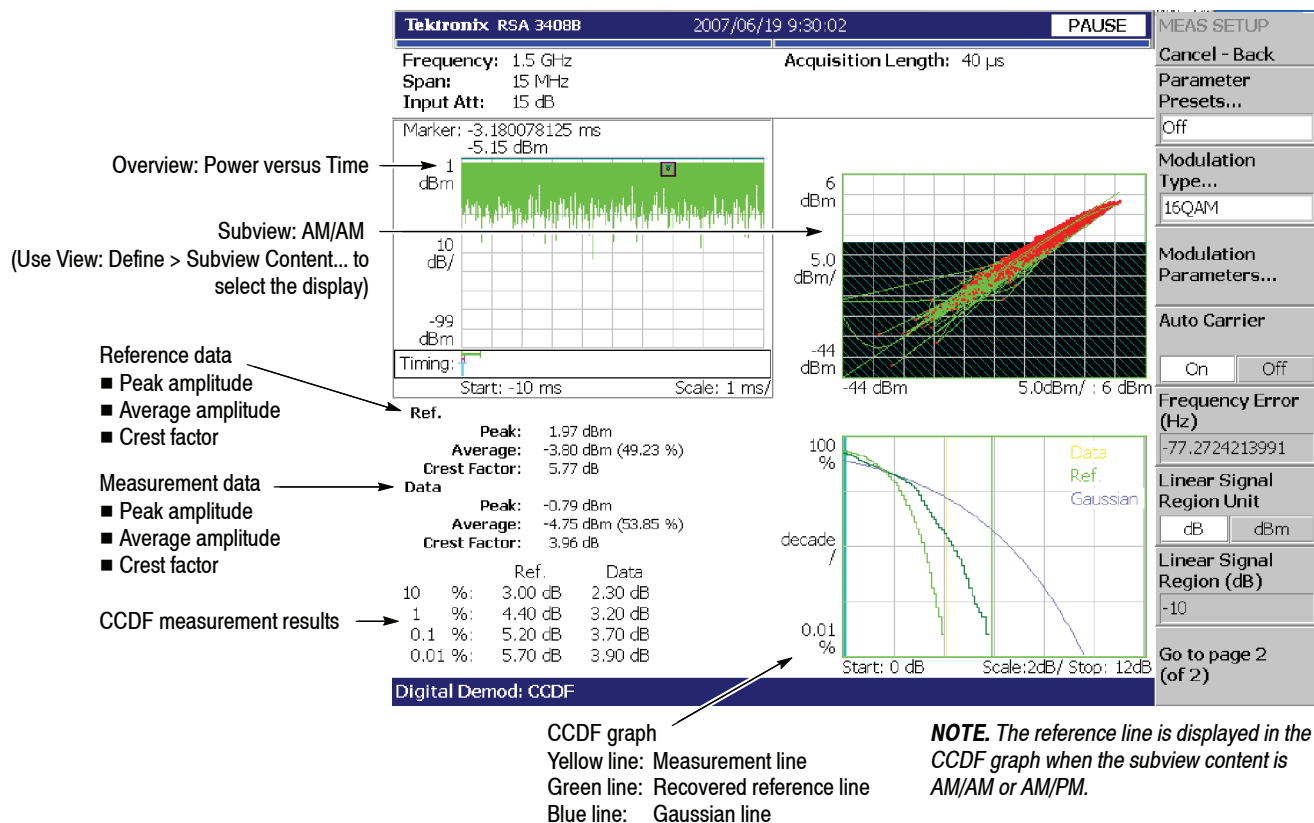 Tektronix RSA 3408B 2007/06/19 9:30:02 PAUSE
Frequency: 1.5 GHz
Span: 15 MHz
Input Att: 15 dB
Acquisition Length: 40 µs
Marker: -3.180078125 ms
-5.15 dBm
1
dBm
10
dB/
-99
dBm
Timing:
Start: -10 ms Scale: 1 ms/
6
dBm
5.0
dBm/
-44
dBm
-44 dBm 5.0dBm/ : 6 dBm
Ref.
Peak: 1.97 dBm
Average: -3.80 dBm (49.23 %)
Crest Factor: 5.77 dB
Data
Peak: -0.79 dBm
Average: -4.75 dBm (53.85 %)
Crest Factor: 3.96 dB
Ref. Data
10 %: 3.00 dB 2.30 dB
1 %: 4.40 dB 3.20 dB
0.1 %: 5.20 dB 3.70 dB
0.01 %: 5.70 dB 3.90 dB
100
%
decade
/
0.01
%
Data
Ref.
Gaussian
Start: 0 dB Scale:2dB/ Stop: 12dB
Digital Demod: CCDF
MEAS SETUP
Cancel - Back
Parameter
Presets...
Off
Modulation
Type...
16QAM
Modulation
Parameters...
Auto Carrier
On Off
Frequency Error
(Hz)
-77.2724213991
Linear Signal
Region Unit
dB dBm
Linear Signal
Region (dB)
-10
Go to page 2
(of 2)
Overview: Power versus Time
Subview: AM/AM
(Use View: Define > Subview Content... to
select the display)
Reference data
■ Peak amplitude
■ Average amplitude
■ Crest factor
Measurement data
■ Peak amplitude
■ Average amplitude
■ Crest factor
CCDF measurement results
CCDF graph
Yellow line: Measurement line
Green line: Recovered reference line
Blue line: Gaussian line
NOTE. The reference line is displayed in the
CCDF graph when the subview content is
AM/AM or AM/PM.